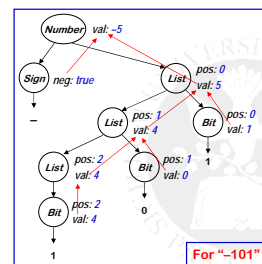 Number val: –5
Sign neg: true
List pos: 0
val: 5
–
List pos: 1
val: 4
Bit pos: 0
val: 1
1
List pos: 2
val: 4
Bit pos: 1
val: 0
0
Bit pos: 2
val: 4
1
For “–101”